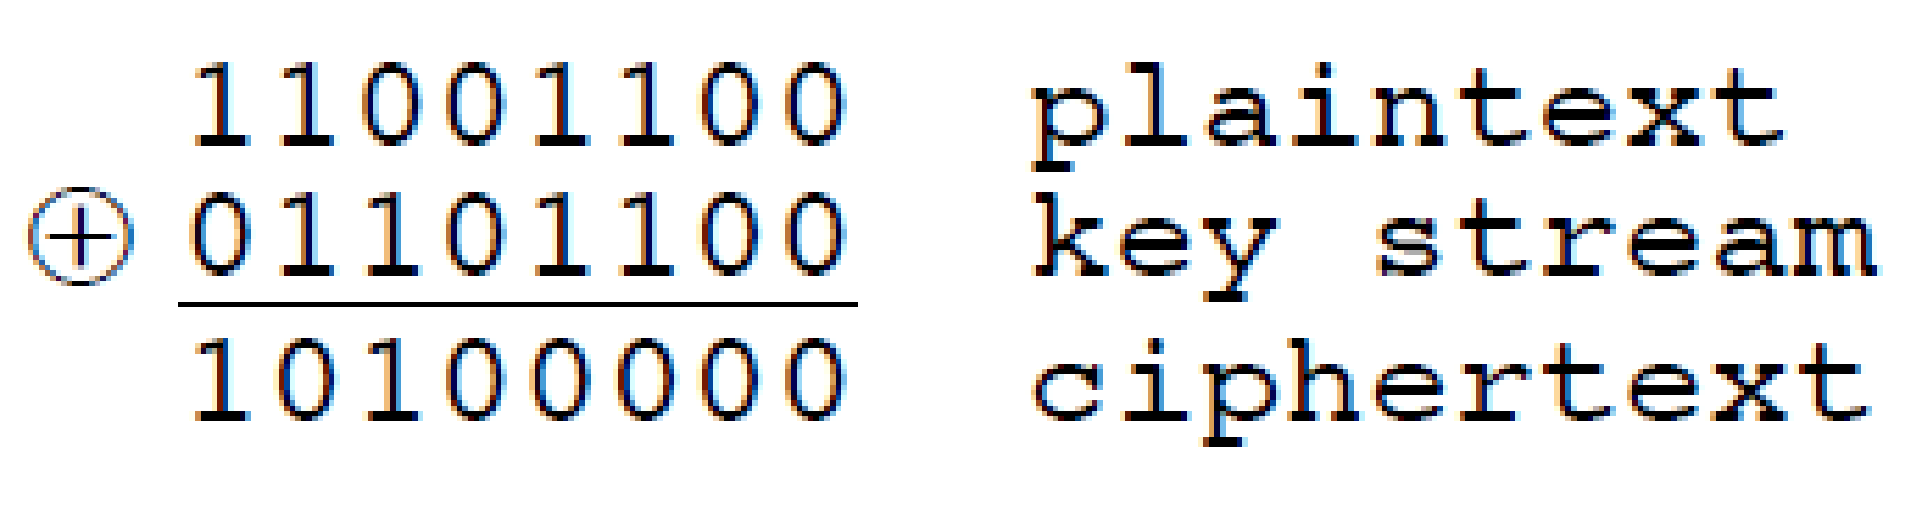 11001100 plaintext
⊕ 01101100 key stream
10100000 ciphertext